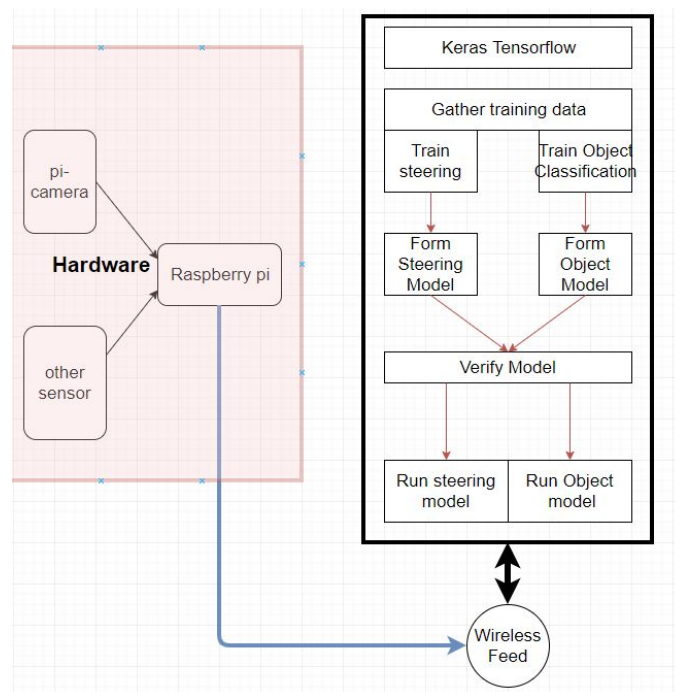 pi-
camera
Hardware
Raspberry pi
other
sensor
Keras Tensorflow
Gather training data
Train
steering
Train Object
Classification
Form
Steering
Model
Form
Object
Model
Verify Model
Run steering
model
Run Object
model
Wireless
Feed